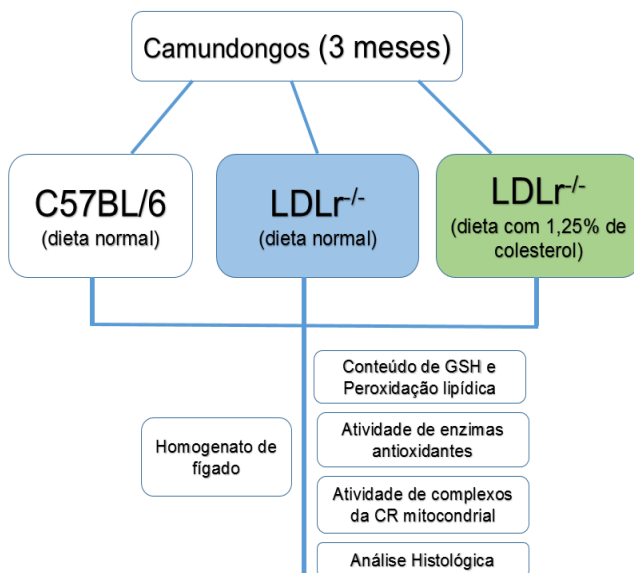 Camundongos (3 meses)
C57BL/6
(dieta normal)
LDLr-/-
(dieta normal)
LDLr-/-
(dieta com 1,25% de
colesterol)
Conteúdo de GSH e
Peroxidação lipídica
Homogenato de
fígado
Atividade de enzimas
antioxidantes
Atividade de complexos
da CR mitocondrial
Análise Histológica